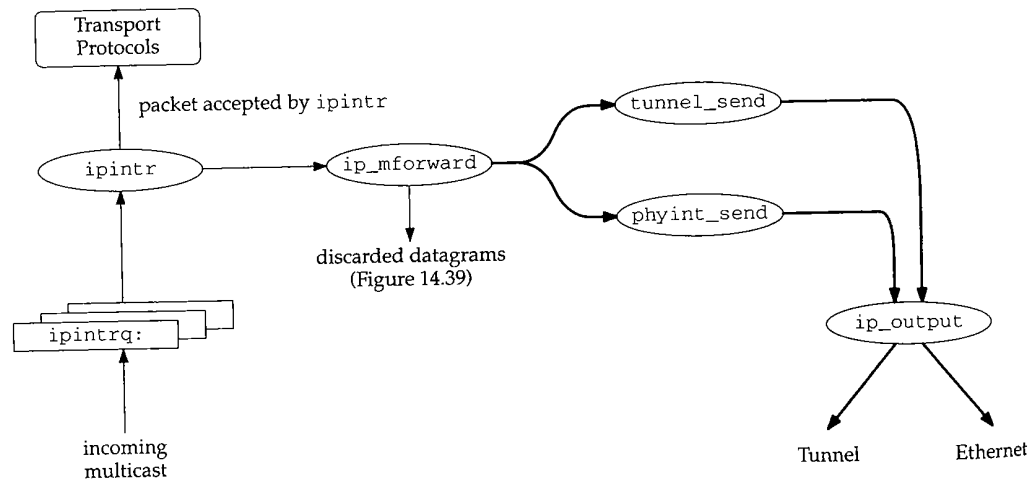 Transport
Protocols
packet accepted by ipintr
tunnel_send
ipintr
ip_mforward
phyint_send
discarded datagrams
(Figure 14.39)
ipintrq:
ip_output
incoming
multicast
Tunnel
Ethernet